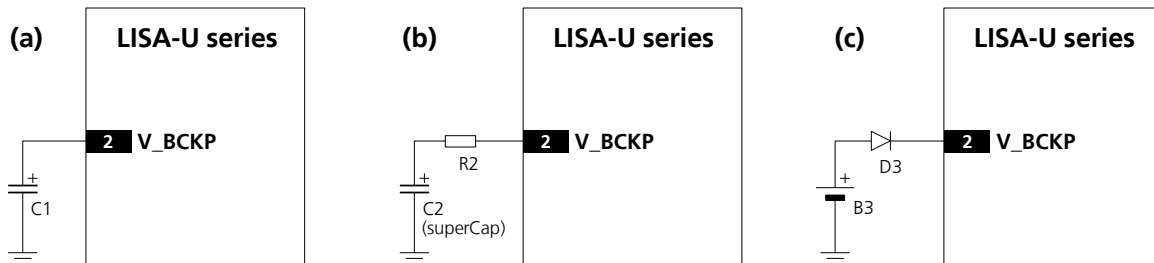 (a)
LISA-U series
2
V_BCKP
+
C1
(b)
LISA-U series
2
V_BCKP
R2
+
C2
(superCap)
(c)
LISA-U series
2
V_BCKP
D3
+
B3